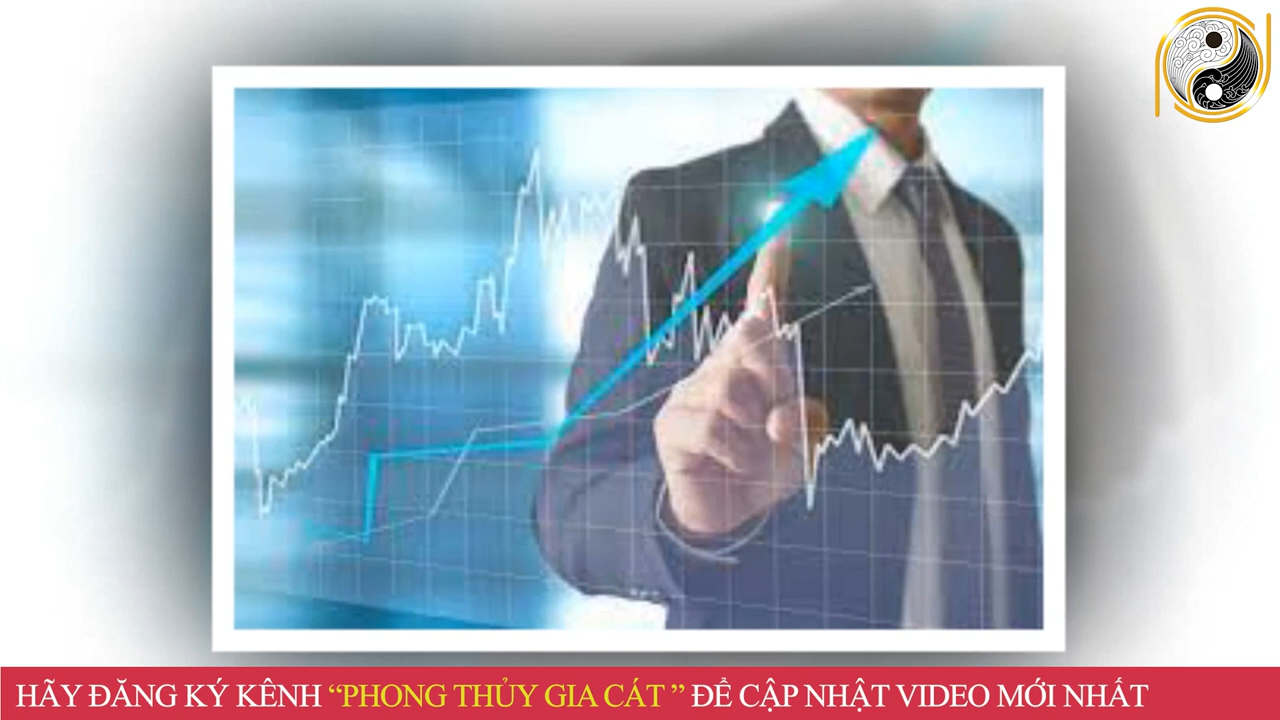 HÃY ĐĂNG KÝ KÊNH “PHONG THỦY GIA CÁT ” ĐỂ CẬP NHẬT VIDEO MỚI NHẤT